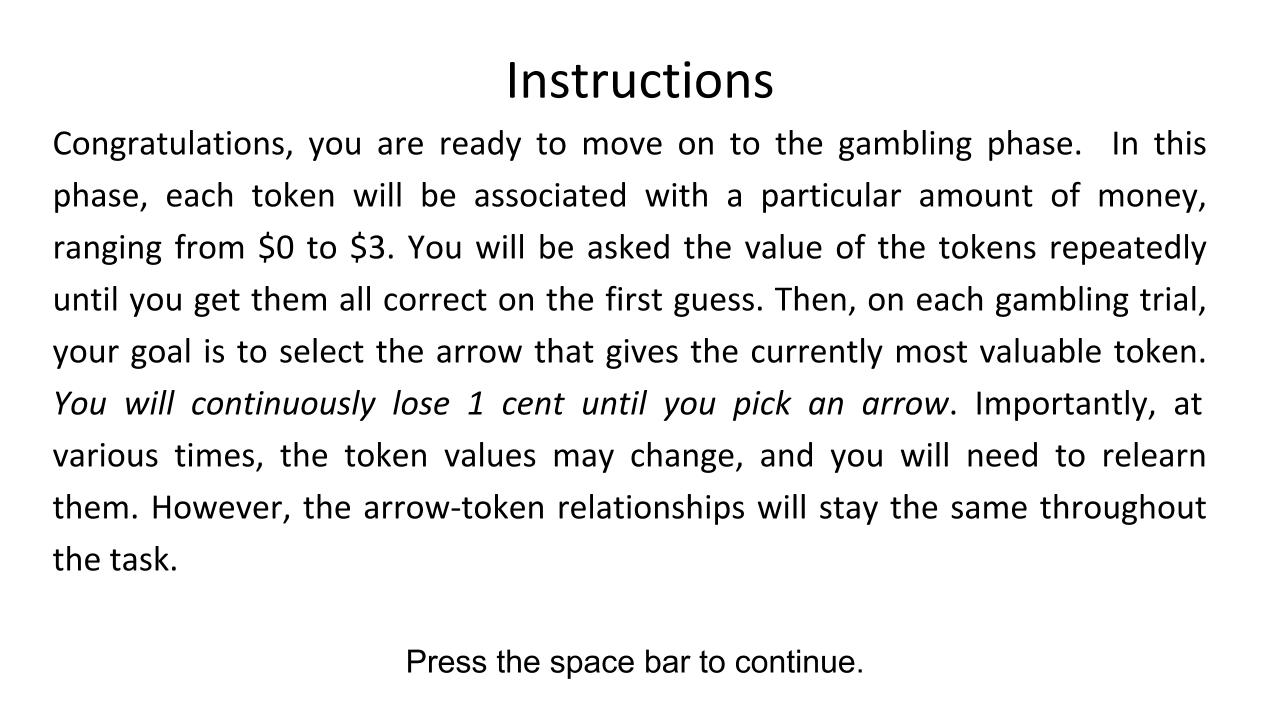 Instructions
Congratulations, you are ready to move on to the gambling phase.  In this
phase, each token will be associated with a particular amount of money,
ranging from $0 to $3. You will be asked the value of the tokens repeatedly
until you get them all correct on the first guess. Then, on each gambling trial,
your goal is to select the arrow that gives the currently most valuable token.
You will continuously lose 1 cent until you pick an arrow. Importantly, at
various times, the token values may change, and you will need to relearn
them. However, the arrow-token relationships will stay the same throughout
the task.
Press the space bar to continue.